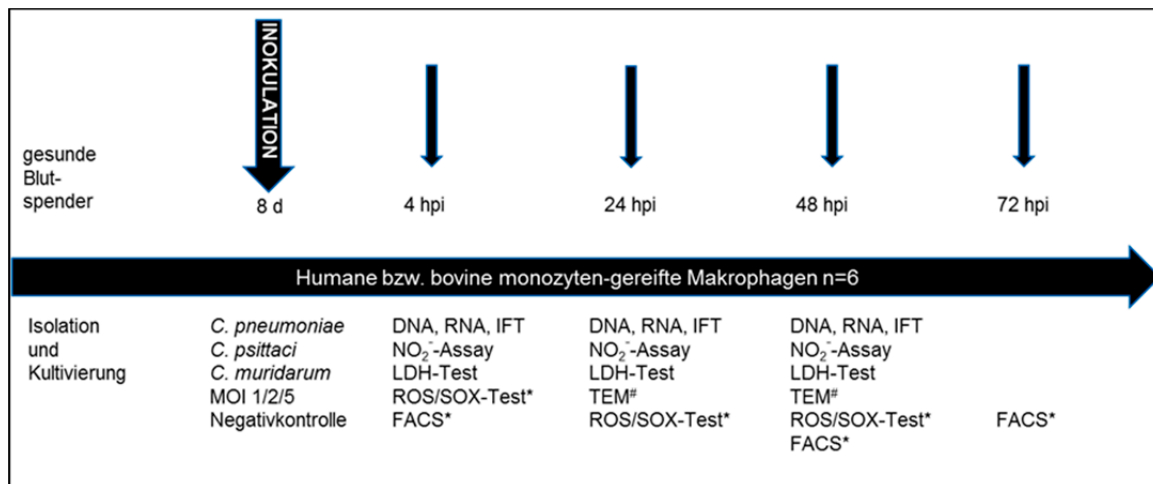 INOKULATION
gesunde
Blut-
spender
8 d
4 hpi
24 hpi
48 hpi
72 hpi
Humane bzw. bovine monozyten-gereifte Makrophagen n=6
Isolation
und
Kultivierung
C. pneumoniae
C. psittaci
C. muridarum
MOI 1/2/5
Negativkontrolle
DNA, RNA, IFT
NO₂⁻-Assay
LDH-Test
ROS/SOX-Test*
FACS*
DNA, RNA, IFT
NO₂⁻-Assay
LDH-Test
TEM#
ROS/SOX-Test*
DNA, RNA, IFT
NO₂⁻-Assay
LDH-Test
TEM#
ROS/SOX-Test*
FACS*
FACS*